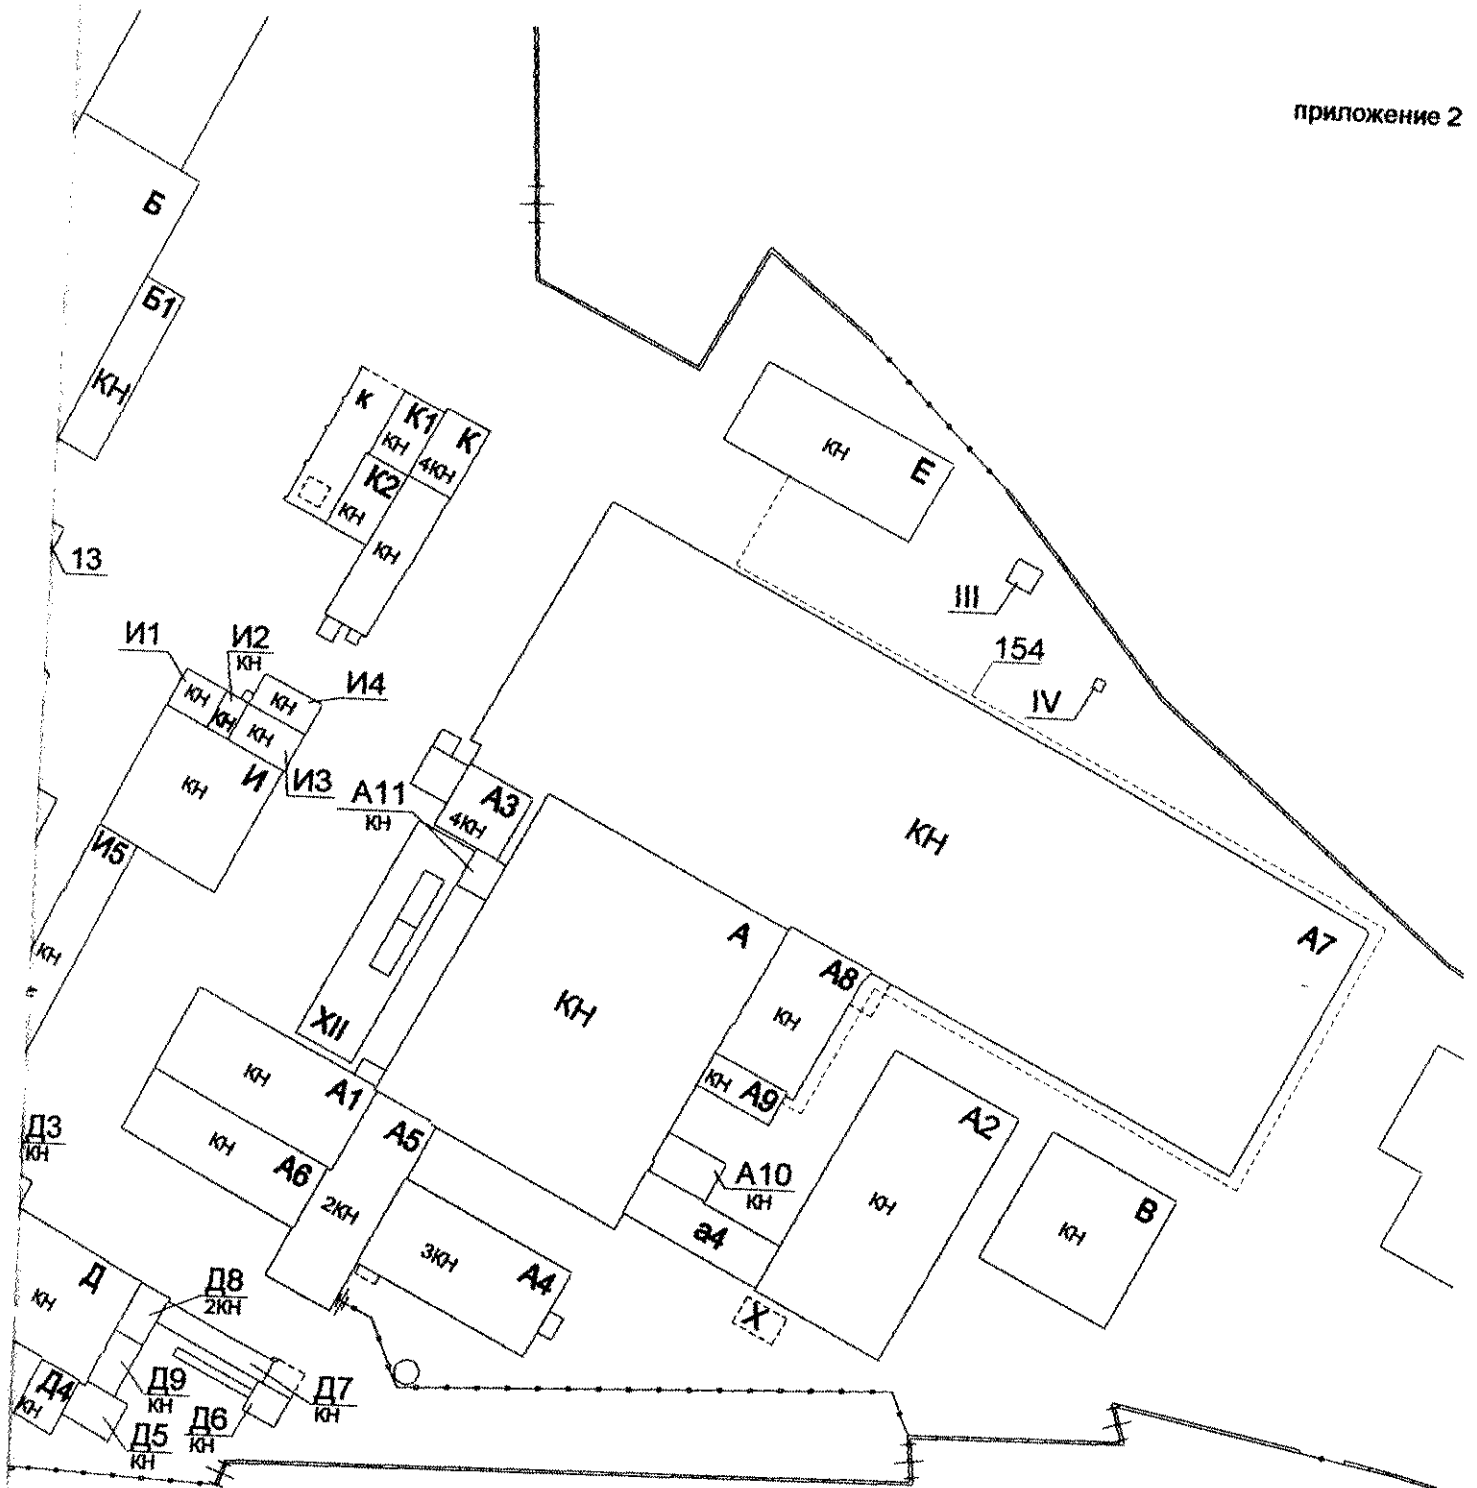 приложение 2
Б
Б1
КН
к
К1
КН
К
4КН
К2
КН
КН
КН
Е
13
III
154
IV
И1
И2
КН
И4
КН
КН
КН
И3
КН
И
А11
КН
А3
4КН
КН
И5
КН
А
А7
А8
КН
КН
XII
КН
А1
КН
А9
А2
А5
Д3
КН
КН
А6
А10
КН
2КН
КН
В
КН
а4
3КН
А4
Д
КН
Д8
2КН
X
Д4
КН
Д9
КН
Д7
КН
Д6
КН
Д5
КН